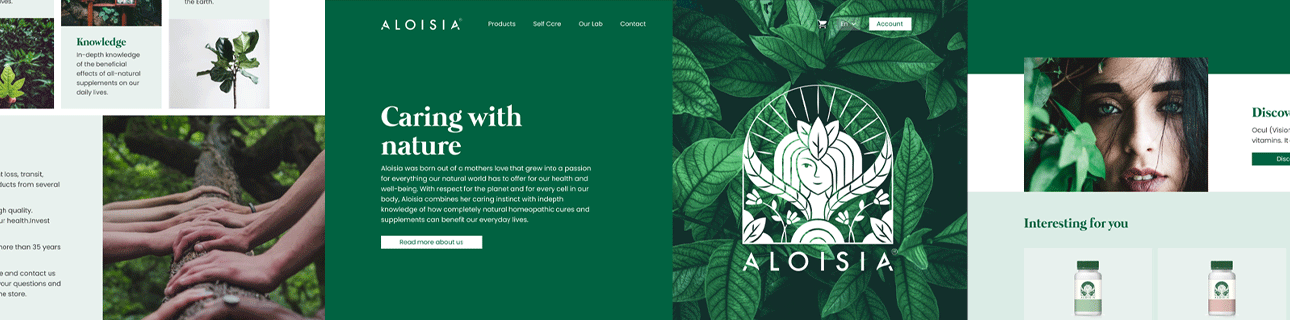 ves.
the Earth.
Knowledge
In-depth knowledge
of the beneficial
effects of all-natural
supplements on our
daily lives.
t loss, transit,
ducts from several
gh quality.
ur health.Invest
more than 35 years
e and contact us
your questions and
ne store.
ALOISIA
Products
Self Care
Our Lab
Contact
En
Account
Caring with
nature
Aloisia was born out of a mothers love that grew into a passion
for everything our natural world has to offer for our health and
well-being. With respect for the planet and for every cell in our
body, Aloisia combines her caring instinct with indepth
knowledge of how completely natural homeopathic cures and
supplements can benefit our everyday lives.
Read more about us
ALOISIA
Discov
Ocul (Vision
vitamins. It
Disc
Interesting for you